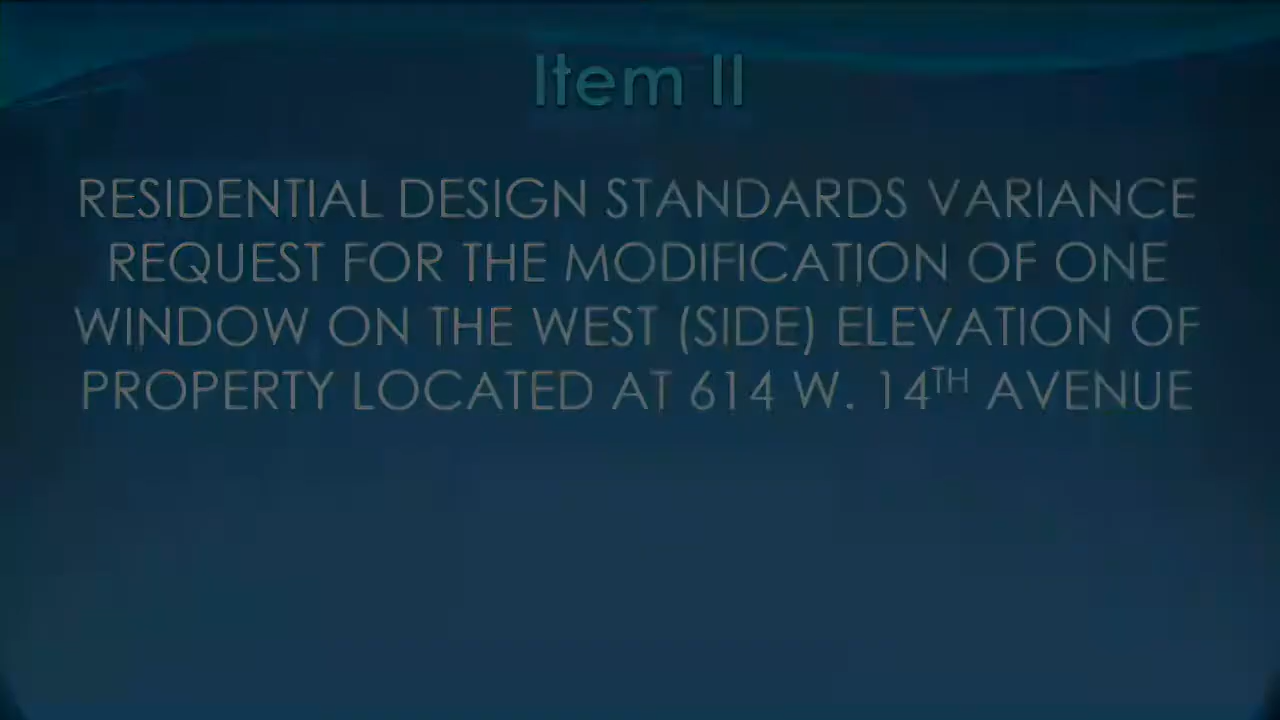 Item II
RESIDENTIAL DESIGN STANDARDS VARIANCE
REQUEST FOR THE MODIFICATION OF ONE
WINDOW ON THE WEST (SIDE) ELEVATION OF
PROPERTY LOCATED AT 614 W. 14TH AVENUE